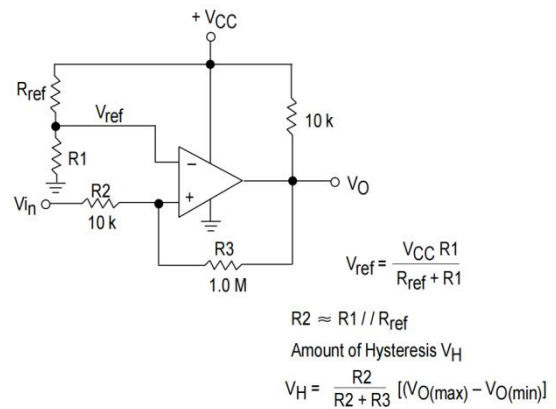 + VCC
Rref
Vref
10 k
R1
−
+
VO
Vin
R2
10 k
R3
1.0 M
Vref = VCC R1 / Rref + R1
R2 ≈ R1 / / Rref
Amount of Hysteresis VH
VH = R2 / R2 + R3 [(VO(max) − VO(min)]